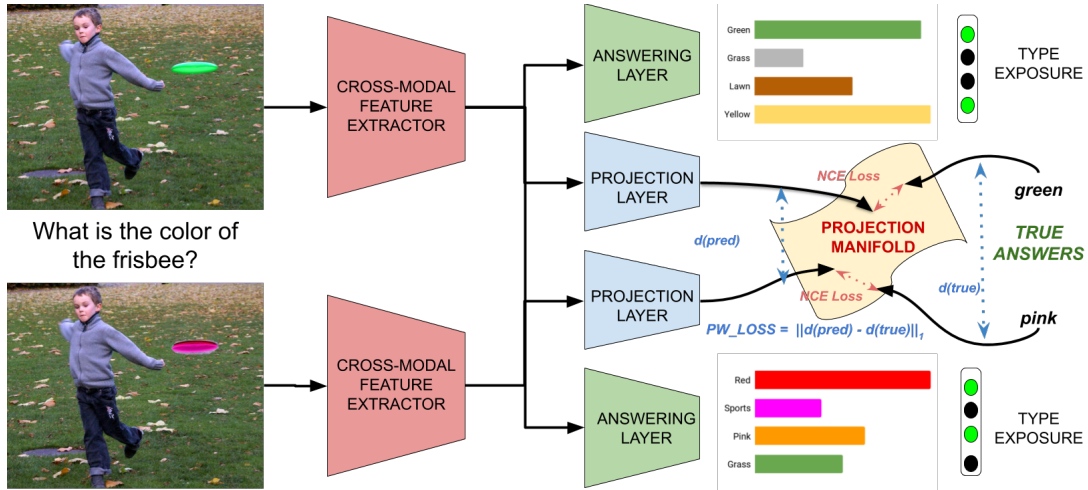 CROSS-MODAL
FEATURE
EXTRACTOR
ANSWERING
LAYER
Green
Grass
Lawn
Yellow
TYPE
EXPOSURE
PROJECTION
LAYER
NCE Loss
green
d(pred)
PROJECTION
MANIFOLD
TRUE
ANSWERS
What is the color of
the frisbee?
PROJECTION
LAYER
NCE Loss
d(true)
pink
PW_LOSS = ||d(pred) - d(true)||₁
CROSS-MODAL
FEATURE
EXTRACTOR
ANSWERING
LAYER
Red
Sports
Pink
Grass
TYPE
EXPOSURE